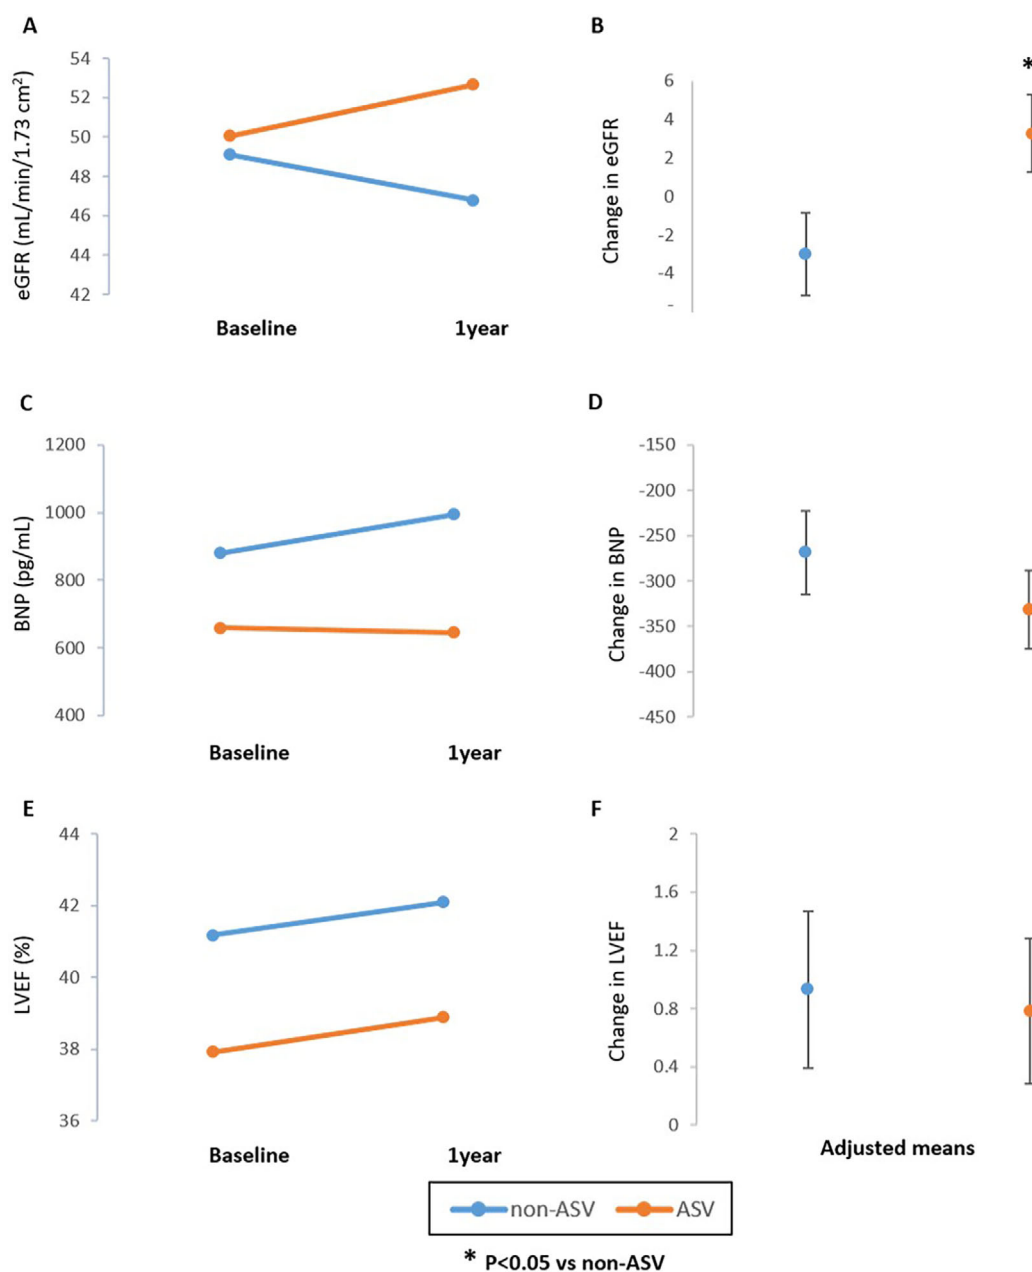 A
eGFR (mL/min/1.73 cm²)
54
52
50
48
46
44
42
Baseline 1year
B
*
Change in eGFR
6
4
2
0
-2
-4
-
C
BNP (pg/mL)
1200
1000
800
600
400
Baseline 1year
D
Change in BNP
-150
-200
-250
-300
-350
-400
-450
E
LVEF (%)
44
42
40
38
36
Baseline 1year
F
Change in LVEF
2
1.6
1.2
0.8
0.4
0
Adjusted means
non-ASV ASV
* P<0.05 vs non-ASV